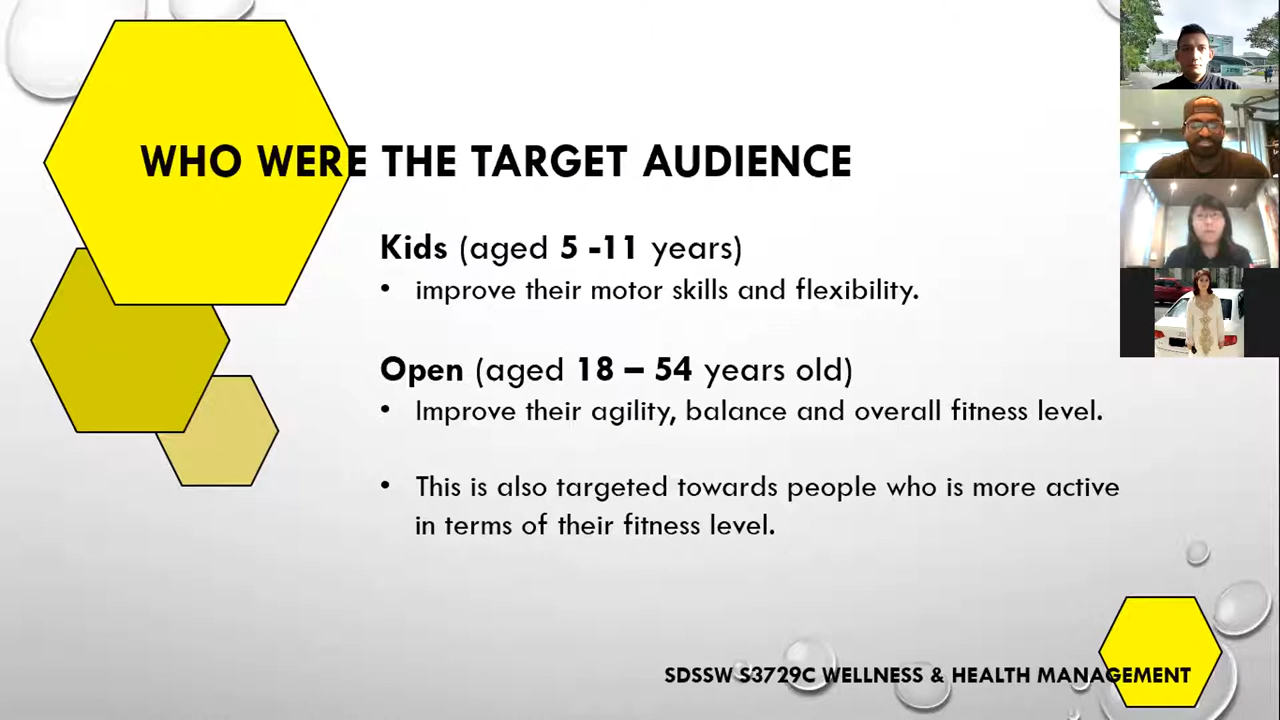 WHO WERE THE TARGET AUDIENCE
Kids (aged 5 -11 years)
• improve their motor skills and flexibility.
Open (aged 18 – 54 years old)
• Improve their agility, balance and overall fitness level.
• This is also targeted towards people who is more active
in terms of their fitness level.
SDSSW S3729C WELLNESS & HEALTH MANAGEMENT